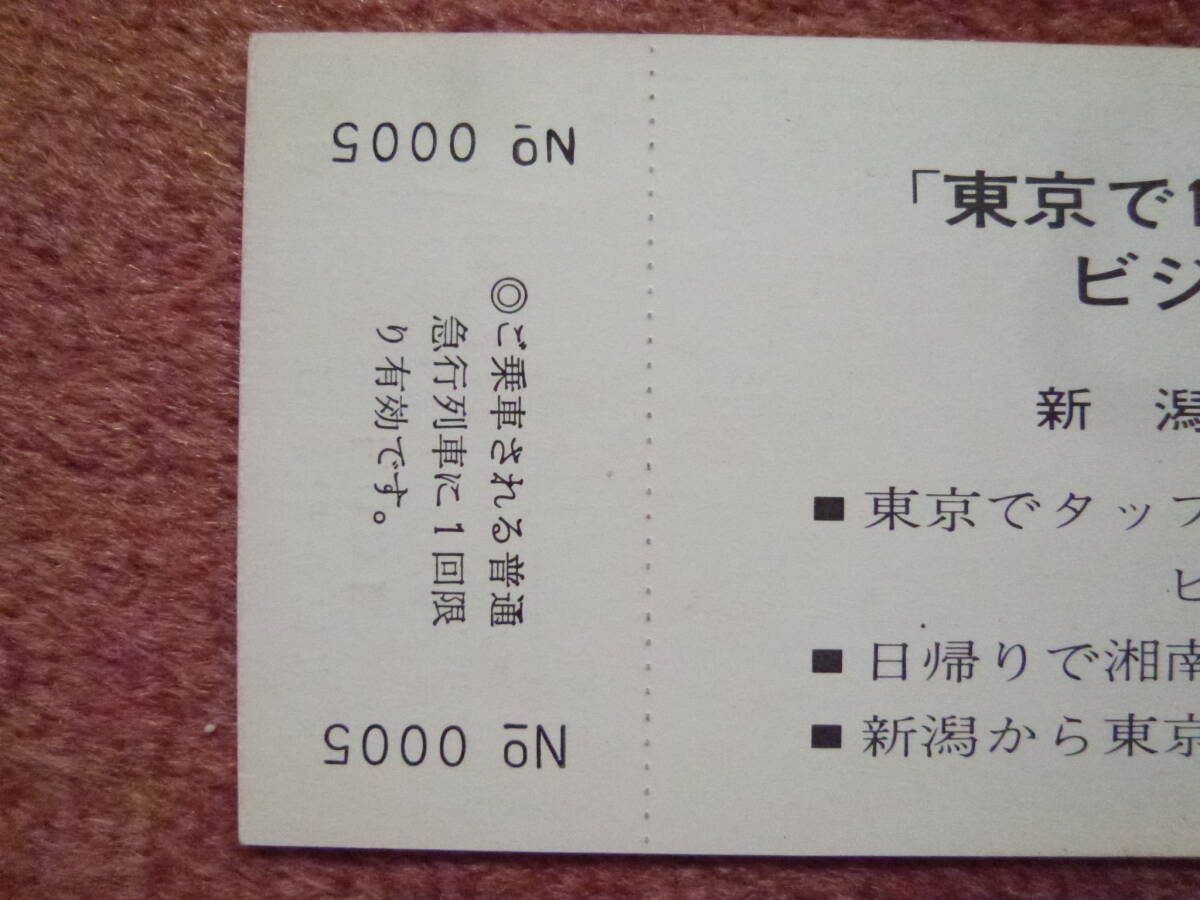 No 0005
◎ご乗車される普通
急行列車に1回限
り有効です。
No 0005
「東京で
ビジ
新潟
■東京でタップ
ビ
■日帰りで湘南
■新潟から東京